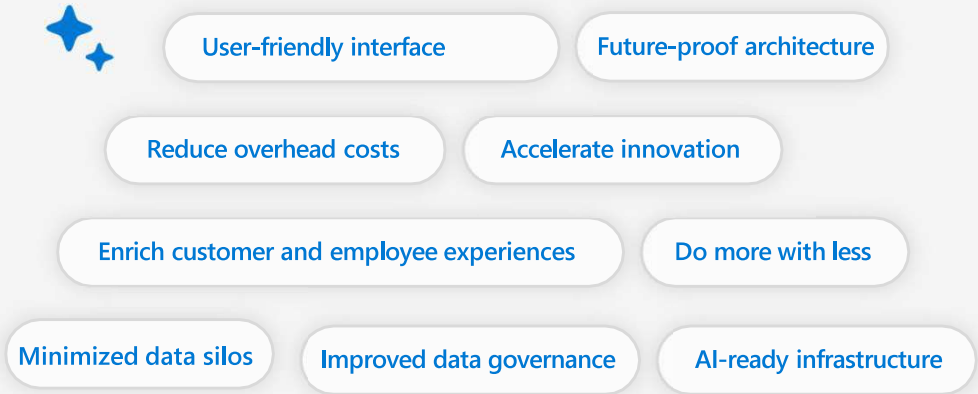 User-friendly interface
Future-proof architecture
Reduce overhead costs
Accelerate innovation
Enrich customer and employee experiences
Do more with less
Minimized data silos
Improved data governance
AI-ready infrastructure